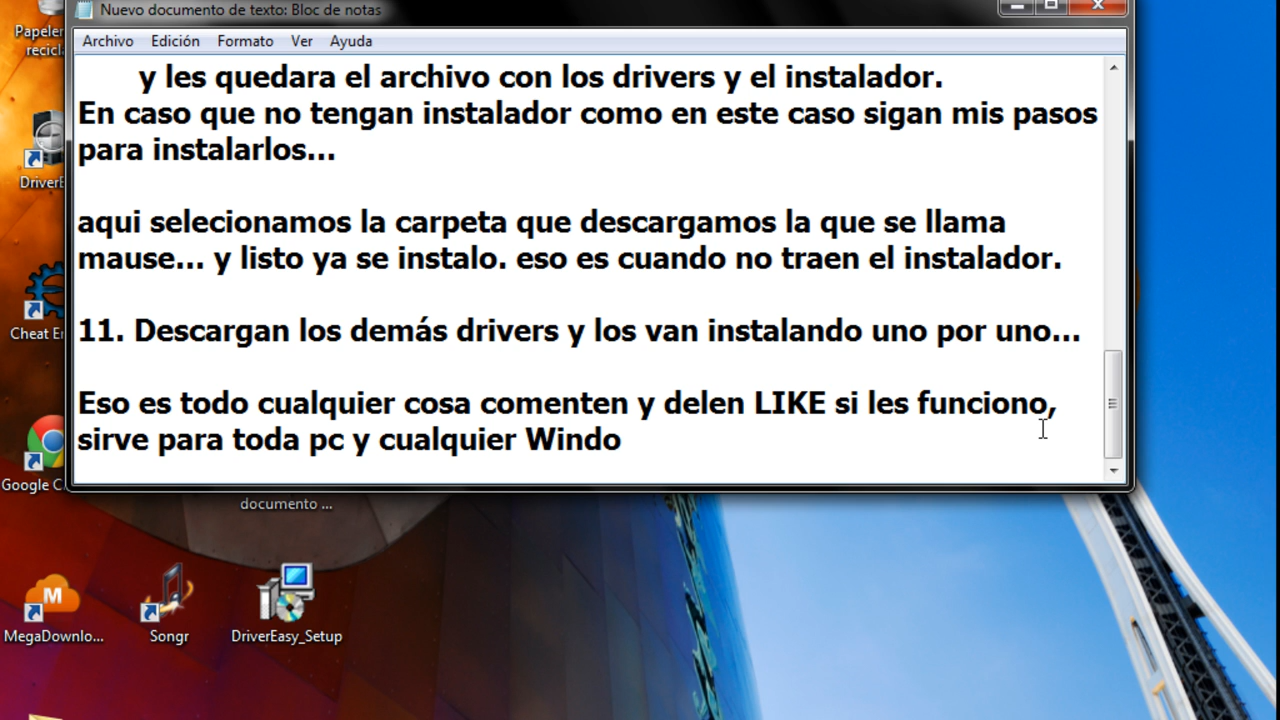 Nuevo documento de texto: Bloc de notas
Archivo Edición Formato Ver Ayuda
y les quedara el archivo con los drivers y el instalador.
En caso que no tengan instalador como en este caso sigan mis pasos
para instalarlos...
aqui selecionamos la carpeta que descargamos la que se llama
mause... y listo ya se instalo. eso es cuando no traen el instalador.
11. Descargan los demás drivers y los van instalando uno por uno...
Eso es todo cualquier cosa comenten y delen LIKE si les funciono,
sirve para toda pc y cualquier Windo
Papeler
recicl
DriverE
Cheat En
Google C
documento ...
MegaDownlo...
Songr
DriverEasy_Setup